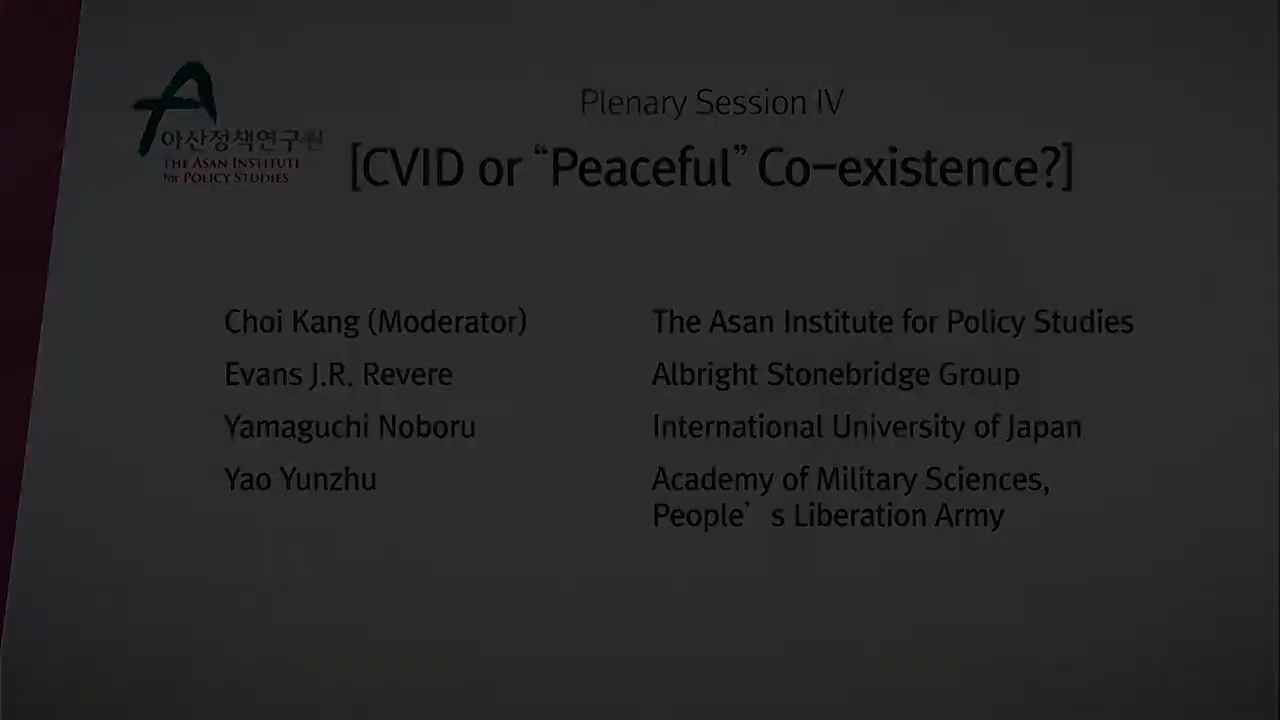 아산정책연구원
THE ASAN INSTITUTE
for POLICY STUDIES
Plenary Session IV
[CVID or “Peaceful” Co-existence?]
Choi Kang (Moderator) The Asan Institute for Policy Studies
Evans J.R. Revere Albright Stonebridge Group
Yamaguchi Noboru International University of Japan
Yao Yunzhu Academy of Military Sciences,
People’ s Liberation Army